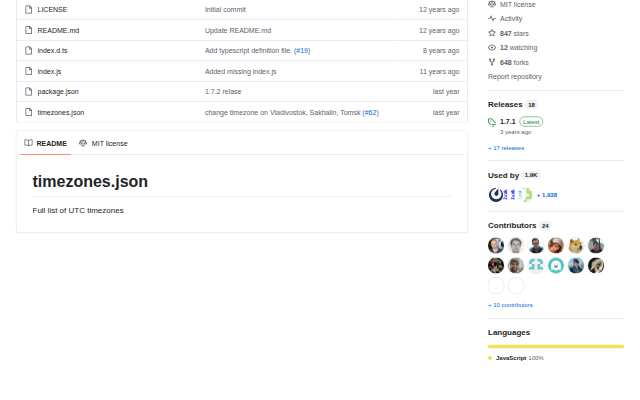 LICENSE Initial commit 12 years ago
README.md Update README.md 12 years ago
index.d.ts Add typescript definition file. (#19) 8 years ago
index.js Added missing index.js 11 years ago
package.json 1.7.2 relase last year
timezones.json change timezone on Vladivostok, Sakhalin, Tomsk (#62) last year
README MIT license
timezones.json
Full list of UTC timezones
MIT license
Activity
847 stars
12 watching
648 forks
Report repository
Releases 18
1.7.1 Latest
3 years ago
+ 17 releases
Used by 1.9K
+ 1,938
Contributors 24
+ 10 contributors
Languages
JavaScript 100%